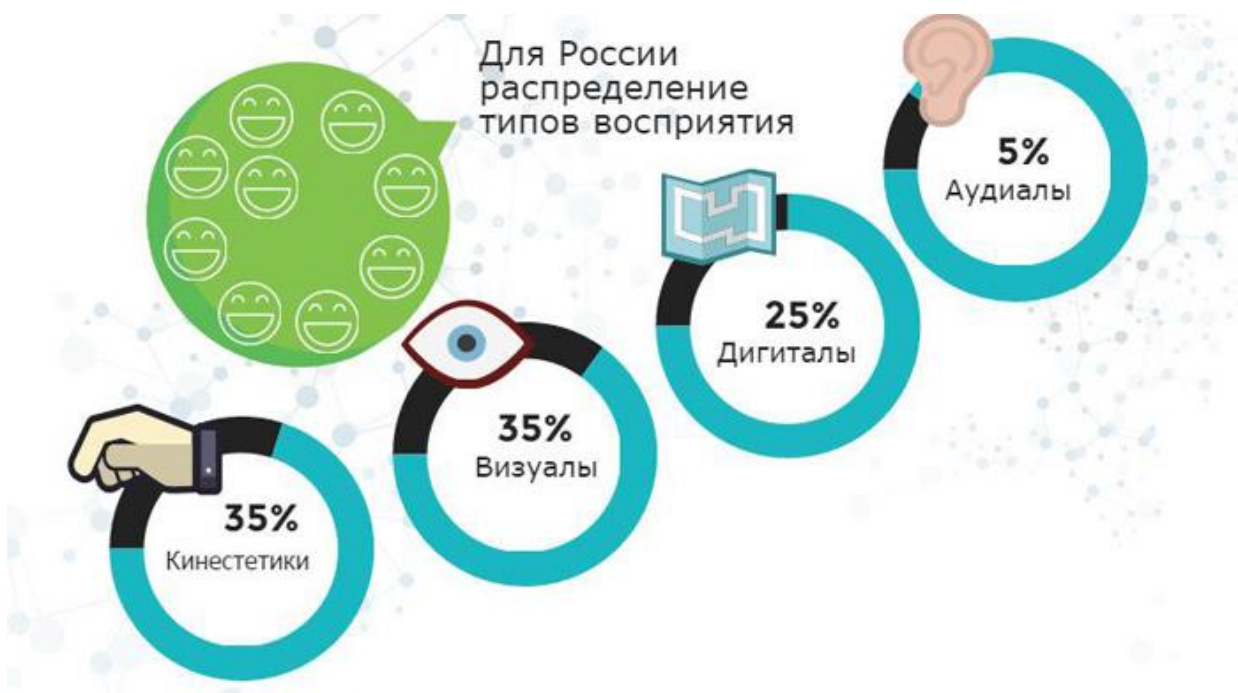 Для России
распределение
типов восприятия
5%
Аудиалы
25%
Дигиталы
35%
Визуалы
35%
Кинестетики